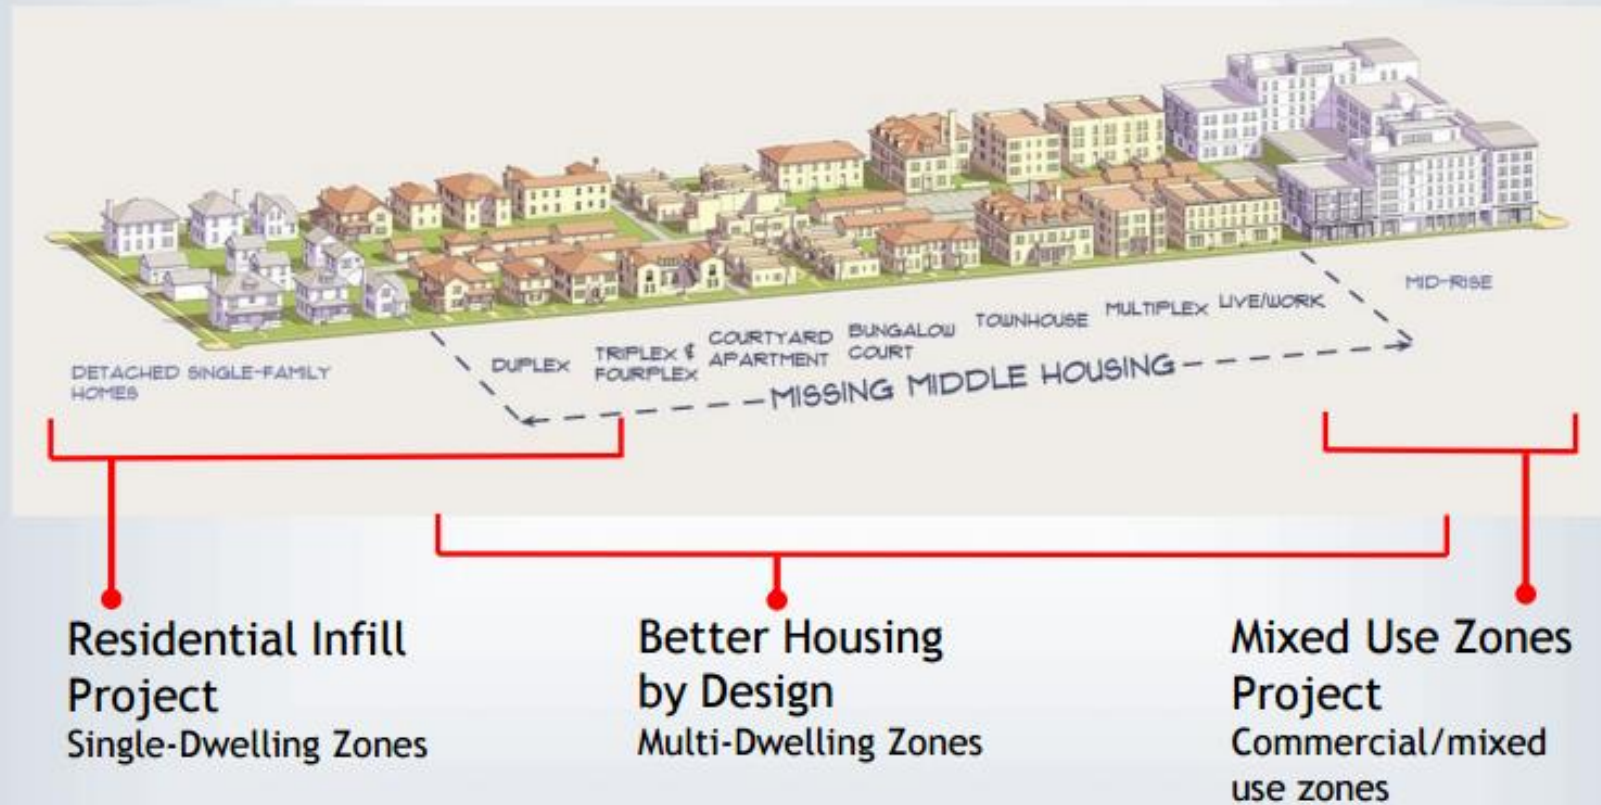 DETACHED SINGLE-FAMILY
HOMES
DUPLEX
TRIPLEX &
FOURPLEX
COURTYARD
APARTMENT
BUNGALOW
COURT
TOWNHOUSE
MULTIPLEX
LIVE/WORK
MID-RISE
MISSING MIDDLE HOUSING
Residential Infill
Project
Single-Dwelling Zones
Better Housing
by Design
Multi-Dwelling Zones
Mixed Use Zones
Project
Commercial/mixed
use zones